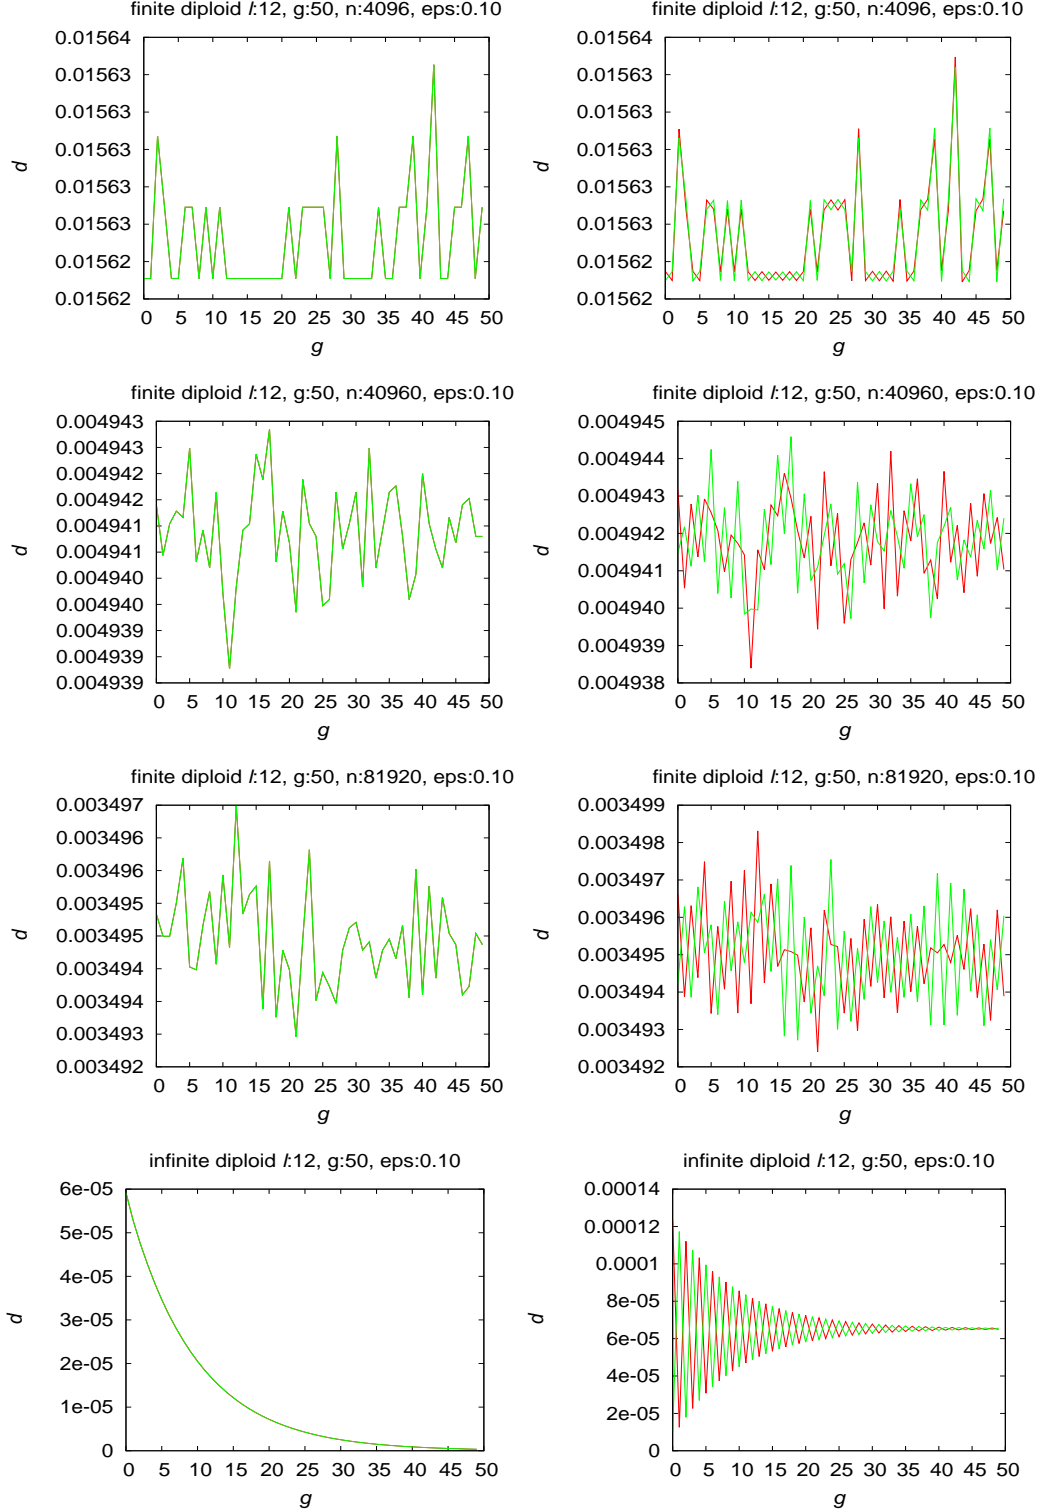 finite diploid l:12, g:50, n:4096, eps:0.10
0.01564
0.01563
0.01563
0.01563
0.01563
0.01563
0.01562
0.01562
d
0 5 10 15 20 25 30 35 40 45 50
g
finite diploid l:12, g:50, n:4096, eps:0.10
0.01564
0.01563
0.01563
0.01563
0.01563
0.01563
0.01562
0.01562
d
0 5 10 15 20 25 30 35 40 45 50
g
finite diploid l:12, g:50, n:40960, eps:0.10
0.004943
0.004943
0.004942
0.004942
0.004941
0.004941
0.004940
0.004940
0.004939
0.004939
0.004939
d
0 5 10 15 20 25 30 35 40 45 50
g
finite diploid l:12, g:50, n:40960, eps:0.10
0.004945
0.004944
0.004943
0.004942
0.004941
0.004940
0.004939
0.004938
d
0 5 10 15 20 25 30 35 40 45 50
g
finite diploid l:12, g:50, n:81920, eps:0.10
0.003497
0.003496
0.003496
0.003495
0.003495
0.003494
0.003494
0.003493
0.003492
d
0 5 10 15 20 25 30 35 40 45 50
g
finite diploid l:12, g:50, n:81920, eps:0.10
0.003499
0.003498
0.003497
0.003496
0.003495
0.003494
0.003493
0.003492
d
0 5 10 15 20 25 30 35 40 45 50
g
infinite diploid l:12, g:50, eps:0.10
6e-05
5e-05
4e-05
3e-05
2e-05
1e-05
0
d
0 5 10 15 20 25 30 35 40 45 50
g
infinite diploid l:12, g:50, eps:0.10
0.00014
0.00012
0.0001
8e-05
6e-05
4e-05
2e-05
0
d
0 5 10 15 20 25 30 35 40 45 50
g